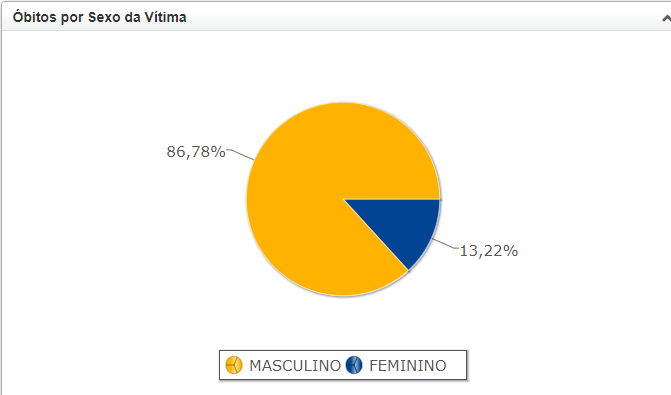 Óbitos por Sexo da Vítima
86,78%
13,22%
MASCULINO FEMININO